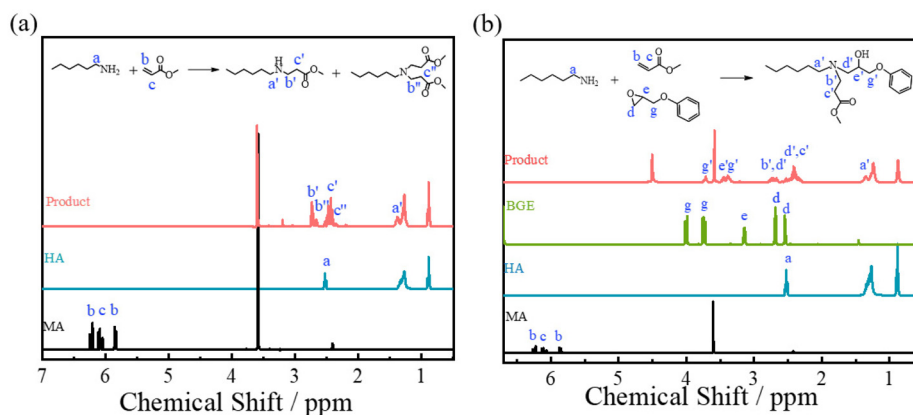 (a)
a
NH₂
+
b
c
O
O
H
N
a'
b'
c'
O
O
+
N
b"
c"
O
O
O
O
Product
b'
b"
c'
c"
a'
HA
a
MA
b c b
7 6 5 4 3 2 1
Chemical Shift / ppm
(b)
a
NH₂
+
b c
O
O
O
d
e
g
O
a'
N
d'
OH
e'
g'
O
b'
c'
O
O
Product
g'
e'g'
b',d'
d',c'
a'
BGE
g g
e
d
d
HA
a
MA
b c b
6 5 4 3 2 1
Chemical Shift / ppm